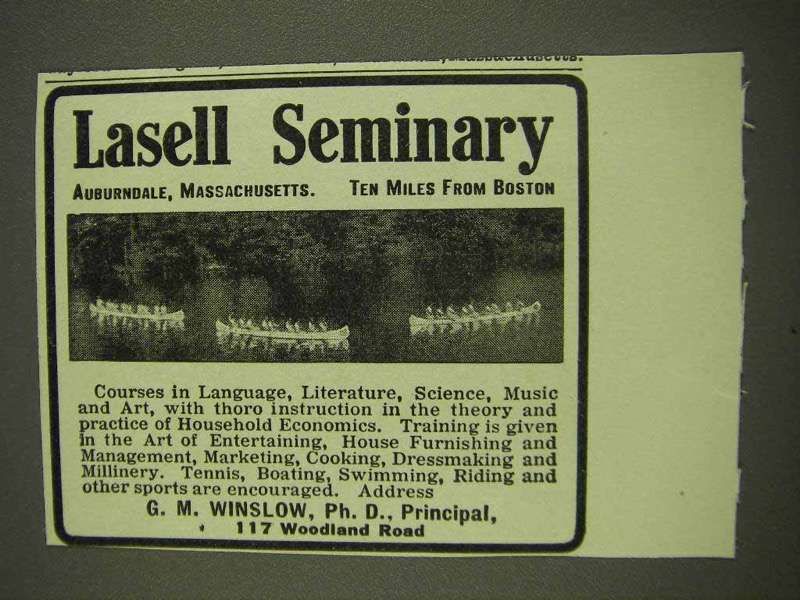 Massachusetts.
Lasell Seminary
AUBURNDALE, MASSACHUSETTS. TEN MILES FROM BOSTON
Courses in Language, Literature, Science, Music
and Art, with thoro instruction in the theory and
practice of Household Economics. Training is given
in the Art of Entertaining, House Furnishing and
Management, Marketing, Cooking, Dressmaking and
Millinery. Tennis, Boating, Swimming, Riding and
other sports are encouraged. Address
G. M. WINSLOW, Ph. D., Principal,
117 Woodland Road